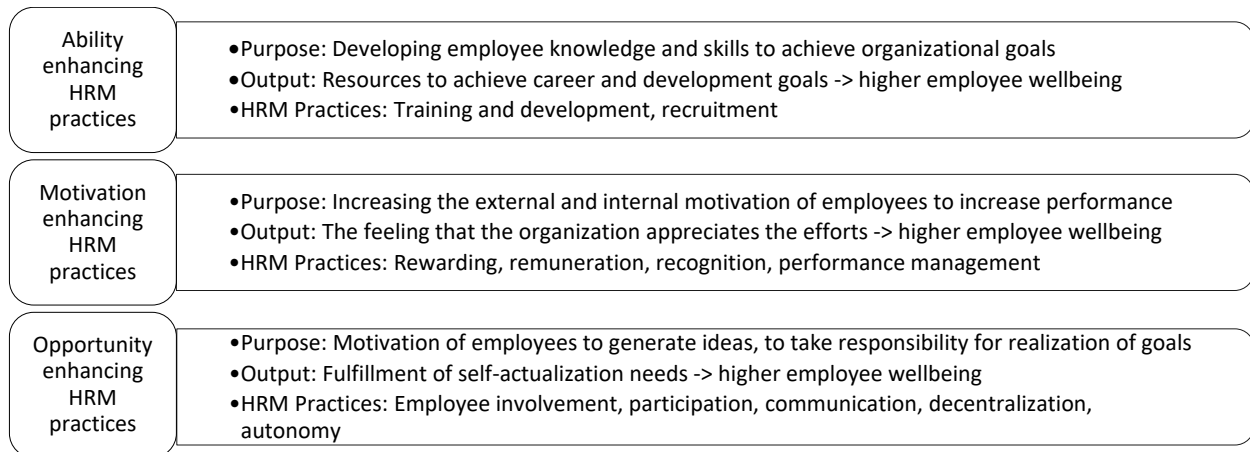 Ability
enhancing
HRM
practices
•Purpose: Developing employee knowledge and skills to achieve organizational goals
•Output: Resources to achieve career and development goals -> higher employee wellbeing
•HRM Practices: Training and development, recruitment
Motivation
enhancing
HRM
practices
•Purpose: Increasing the external and internal motivation of employees to increase performance
•Output: The feeling that the organization appreciates the efforts -> higher employee wellbeing
•HRM Practices: Rewarding, remuneration, recognition, performance management
Opportunity
enhancing
HRM
practices
•Purpose: Motivation of employees to generate ideas, to take responsibility for realization of goals
•Output: Fulfillment of self-actualization needs -> higher employee wellbeing
•HRM Practices: Employee involvement, participation, communication, decentralization,
autonomy